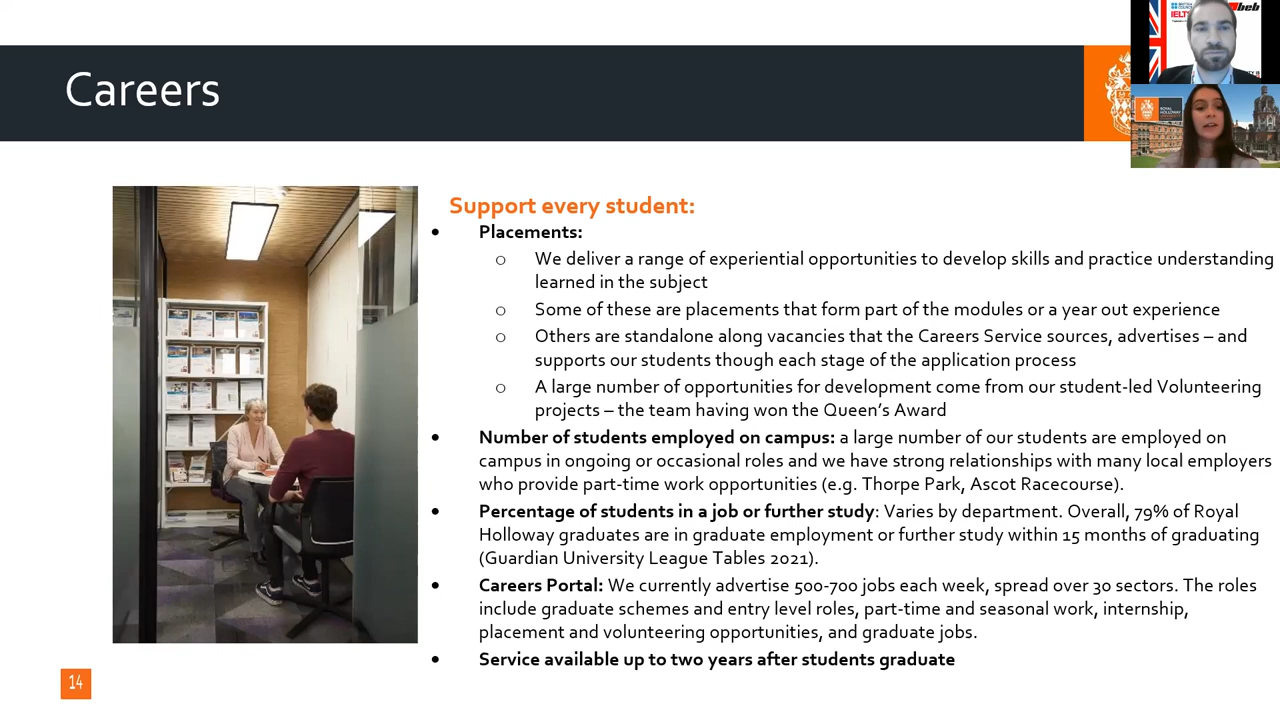 BRITISH
COUNCIL
IELTS
beb
Careers
ROYAL
HOLLOWAY
Support every student:
• Placements:
o We deliver a range of experiential opportunities to develop skills and practice understanding
learned in the subject
o Some of these are placements that form part of the modules or a year out experience
o Others are standalone along vacancies that the Careers Service sources, advertises – and
supports our students though each stage of the application process
o A large number of opportunities for development come from our student-led Volunteering
projects – the team having won the Queen's Award
• Number of students employed on campus: a large number of our students are employed on
campus in ongoing or occasional roles and we have strong relationships with many local employers
who provide part-time work opportunities (e.g. Thorpe Park, Ascot Racecourse).
• Percentage of students in a job or further study: Varies by department. Overall, 79% of Royal
Holloway graduates are in graduate employment or further study within 15 months of graduating
(Guardian University League Tables 2021).
• Careers Portal: We currently advertise 500-700 jobs each week, spread over 30 sectors. The roles
include graduate schemes and entry level roles, part-time and seasonal work, internship,
placement and volunteering opportunities, and graduate jobs.
• Service available up to two years after students graduate
14